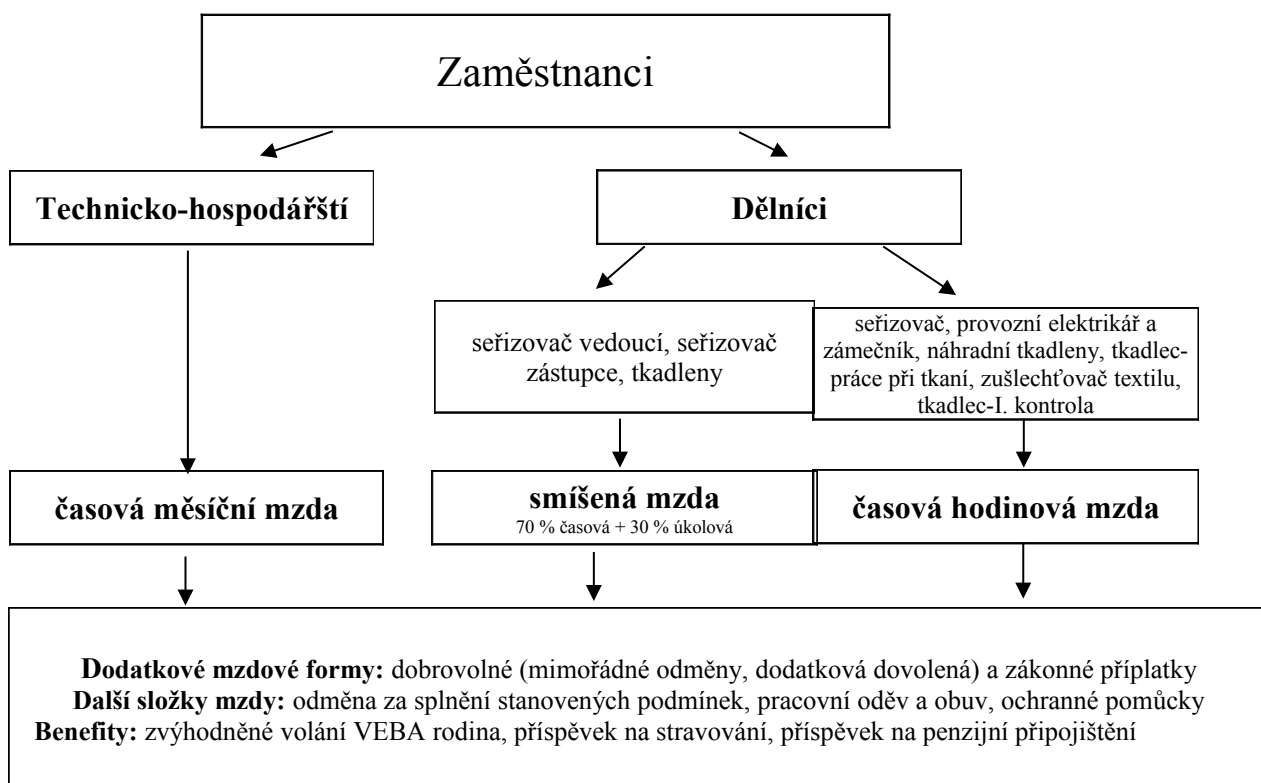 Zaměstnanci
Technicko-hospodářští
Dělníci
seřizovač vedoucí, seřizovač
zástupce, tkadleny
seřizovač, provozní elektrikář a
zámečník, náhradní tkadleny, tkadlec-
práce při tkaní, zušlechťovač textilu,
tkadlec-I. kontrola
časová měsíční mzda
smíšená mzda
70 % časová + 30 % úkolová
časová hodinová mzda
Dodatkové mzdové formy: dobrovolné (mimořádné odměny, dodatková dovolená) a zákonné příplatky
Další složky mzdy: odměna za splnění stanovených podmínek, pracovní oděv a obuv, ochranné pomůcky
Benefity: zvýhodněné volání VEBA rodina, příspěvek na stravování, příspěvek na penzijní připojištění